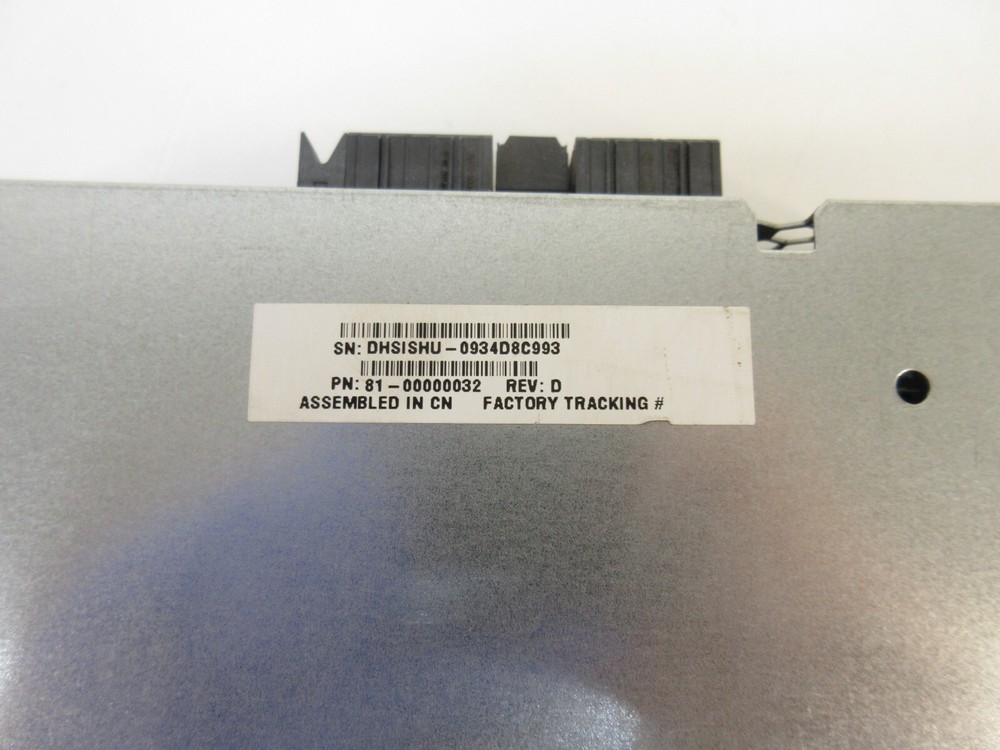 SN: DHSISHU-0934D8C993
PN: 81-00000032 REV: D
ASSEMBLED IN CN FACTORY TRACKING #